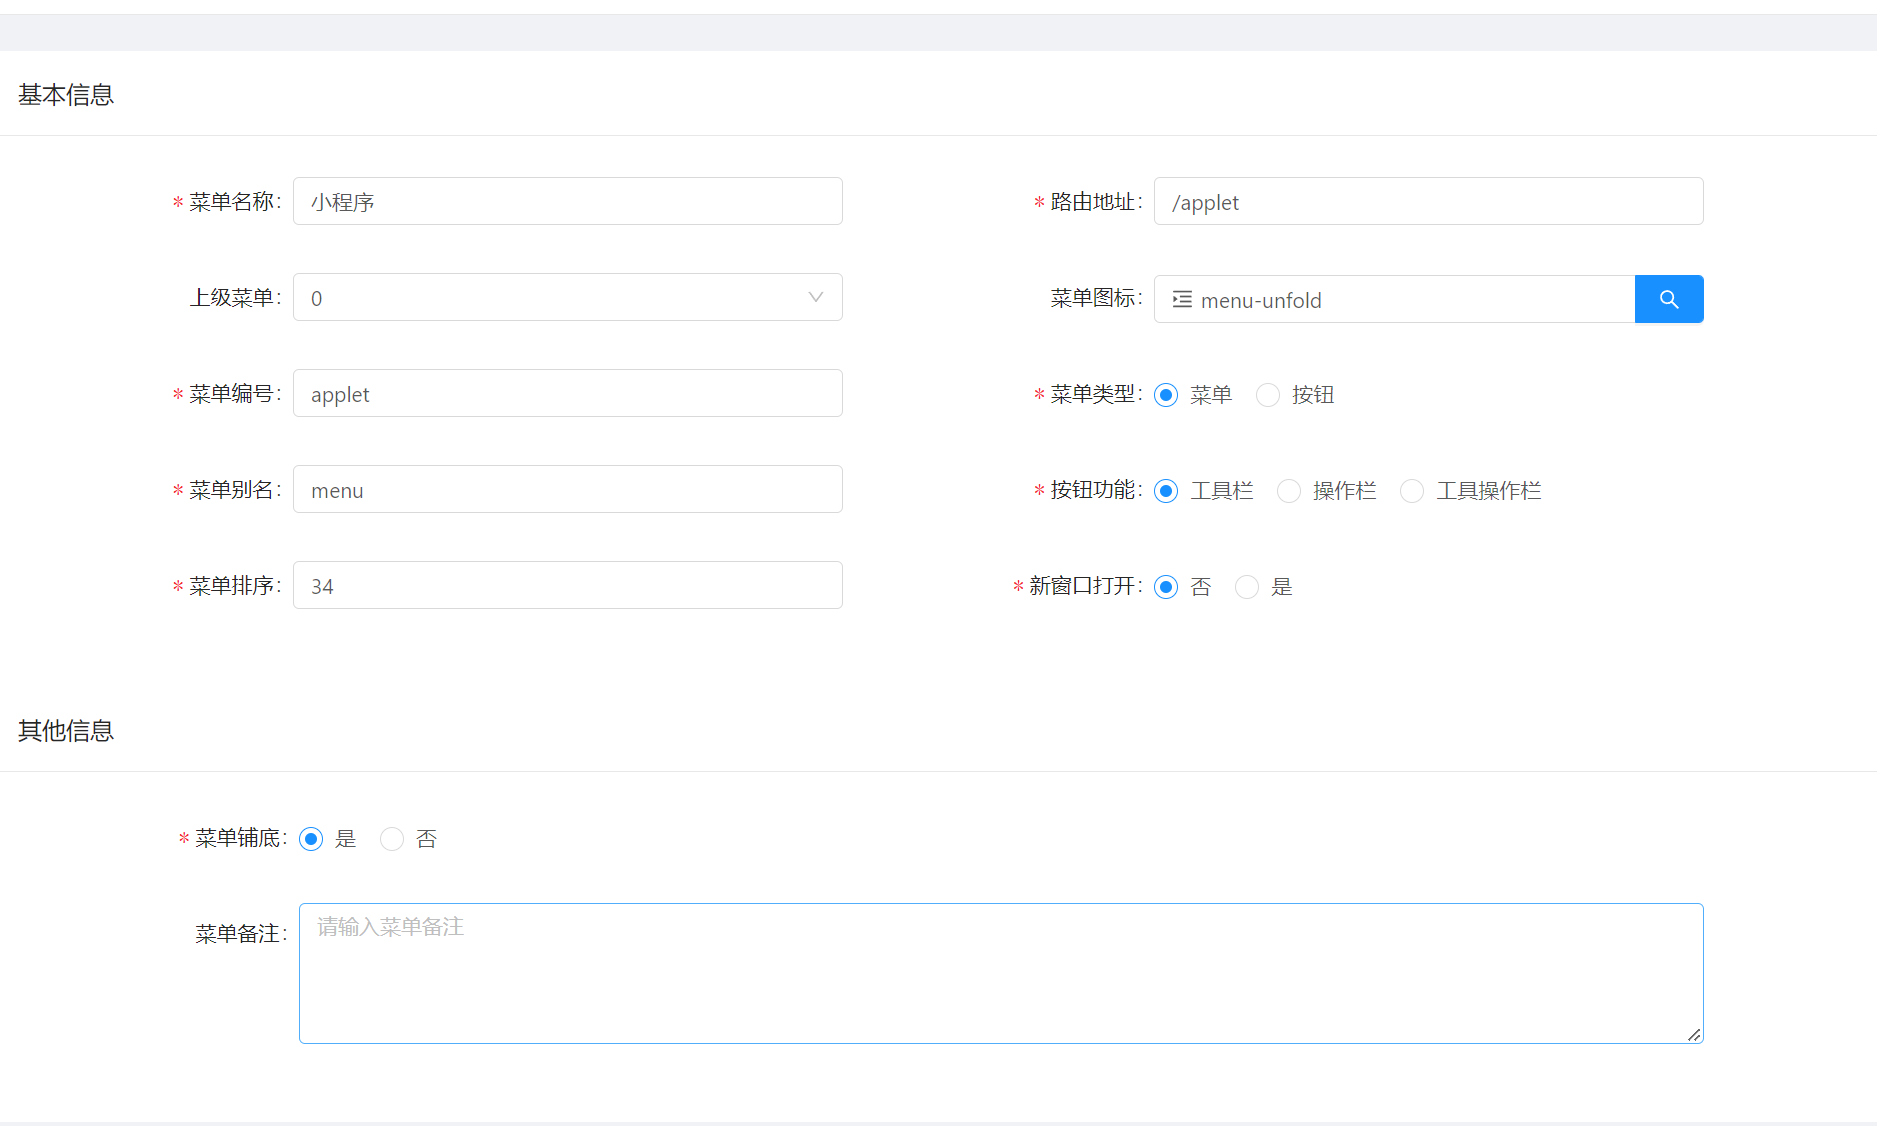 基本信息
* 菜单名称: 小程序
* 路由地址: /applet
上级菜单: 0
菜单图标: menu-unfold
* 菜单编号: applet
* 菜单类型: 菜单 按钮
* 菜单别名: menu
* 按钮功能: 工具栏 操作栏 工具操作栏
* 菜单排序: 34
* 新窗口打开: 否 是
其他信息
* 菜单铺底: 是 否
菜单备注: 请输入菜单备注